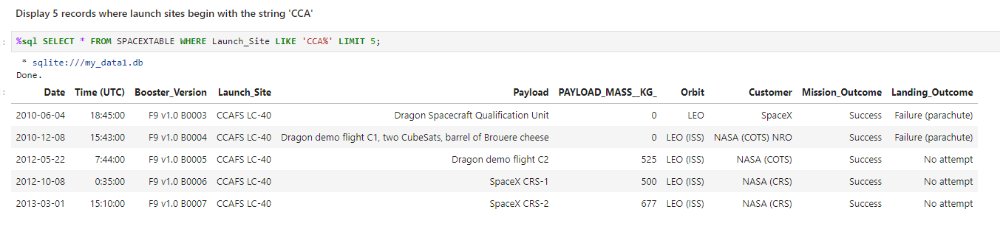 Display 5 records where launch sites begin with the string 'CCA'
: %sql SELECT * FROM SPACEXTABLE WHERE Launch_Site LIKE 'CCA%' LIMIT 5;
* sqlite:///my_data1.db
Done.
: Date Time (UTC) Booster_Version Launch_Site Payload PAYLOAD_MASS__KG_ Orbit Customer Mission_Outcome Landing_Outcome
2010-06-04 18:45:00 F9 v1.0 B0003 CCAFS LC-40 Dragon Spacecraft Qualification Unit 0 LEO SpaceX Success Failure (parachute)
2010-12-08 15:43:00 F9 v1.0 B0004 CCAFS LC-40 Dragon demo flight C1, two CubeSats, barrel of Brouere cheese 0 LEO (ISS) NASA (COTS) NRO Success Failure (parachute)
2012-05-22 7:44:00 F9 v1.0 B0005 CCAFS LC-40 Dragon demo flight C2 525 LEO (ISS) NASA (COTS) Success No attempt
2012-10-08 0:35:00 F9 v1.0 B0006 CCAFS LC-40 SpaceX CRS-1 500 LEO (ISS) NASA (CRS) Success No attempt
2013-03-01 15:10:00 F9 v1.0 B0007 CCAFS LC-40 SpaceX CRS-2 677 LEO (ISS) NASA (CRS) Success No attempt